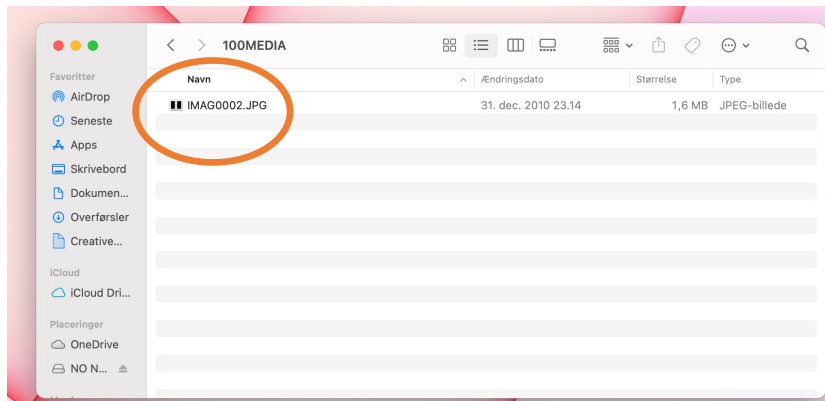 100MEDIA
Favoritter
AirDrop
Seneste
Apps
Skrivebord
Dokumen...
Overførsler
Creative...
iCloud
iCloud Dri...
Placeringer
OneDrive
NO N...
Navn
Ændringsdato
Størrelse
Type
IMAG0002.JPG
31. dec. 2010 23.14
1,6 MB
JPEG-billede